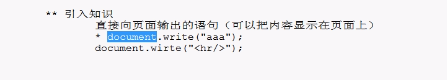 ** 引入知识
直接向页面输出的语句（可以把内容显示在页面上）
* document.write("aaa");
document.wirte("<hr/>");